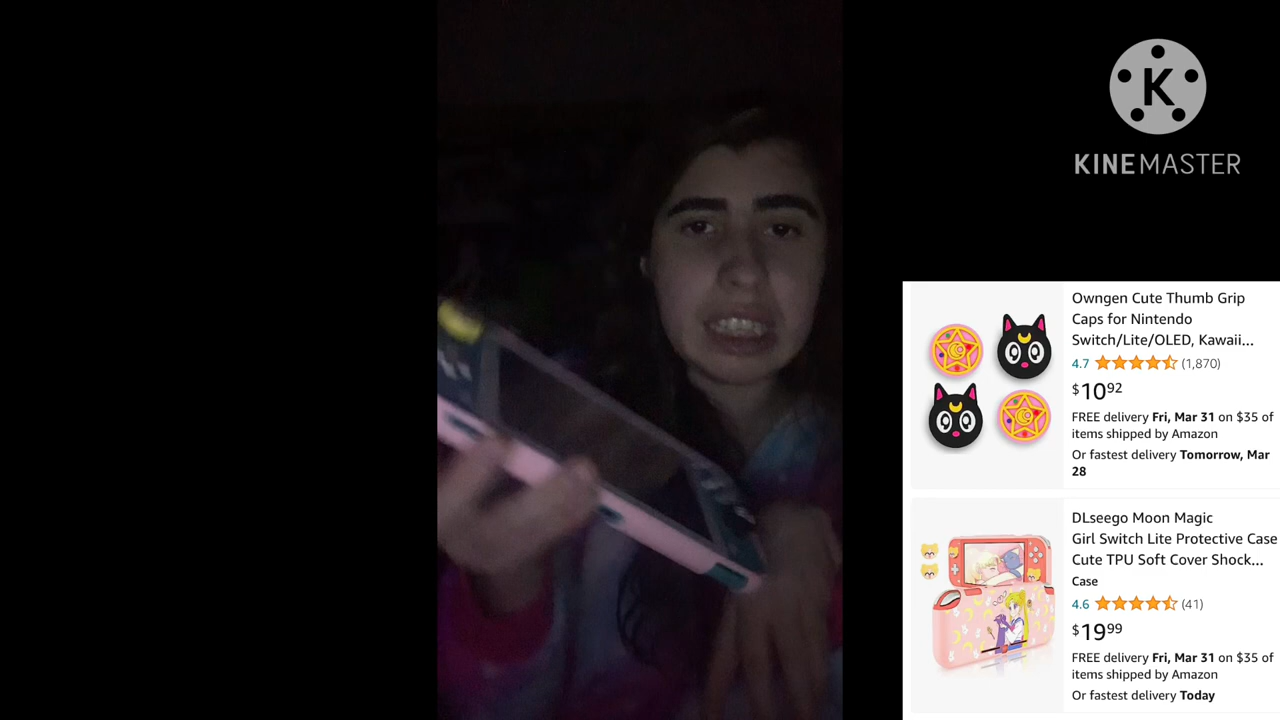 KINEMASTER
Owngen Cute Thumb Grip
Caps for Nintendo
Switch/Lite/OLED, Kawaii...
4.7 (1,870)
$10.92
FREE delivery Fri, Mar 31 on $35 of
items shipped by Amazon
Or fastest delivery Tomorrow, Mar
28
DLseego Moon Magic
Girl Switch Lite Protective Case
Cute TPU Soft Cover Shock...
Case
4.6 (41)
$19.99
FREE delivery Fri, Mar 31 on $35 of
items shipped by Amazon
Or fastest delivery Today